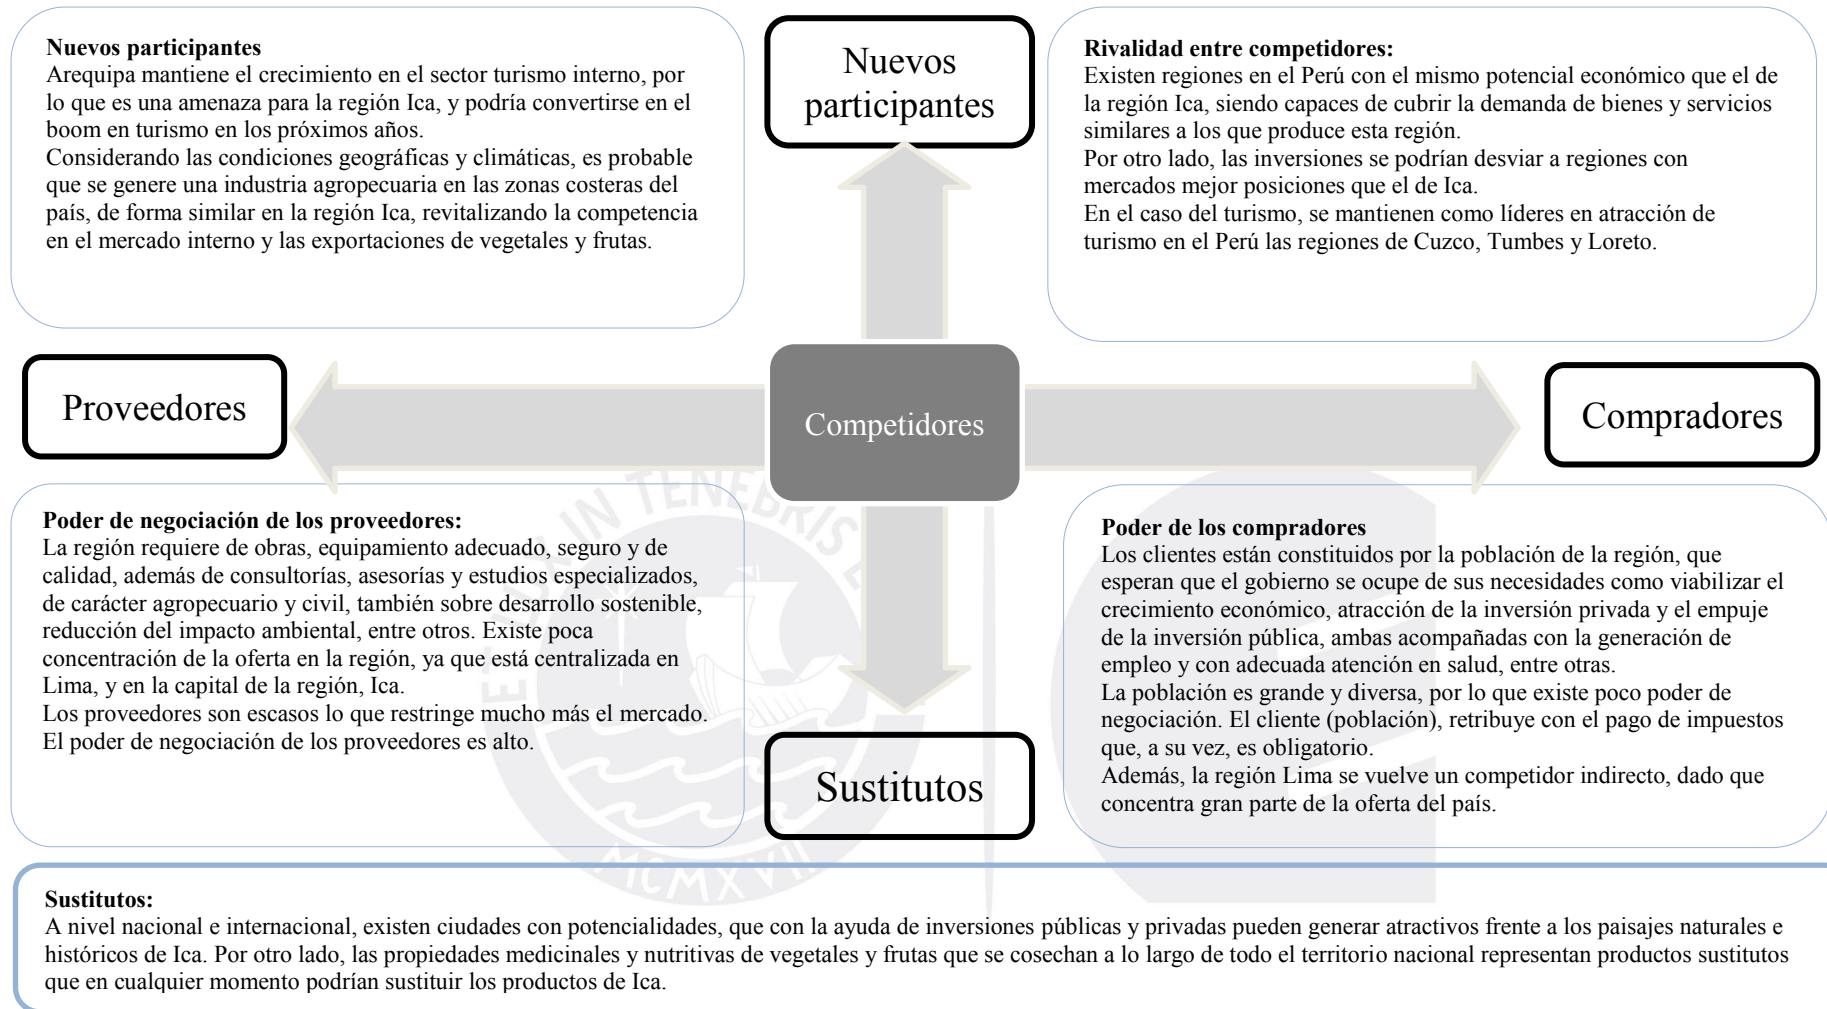 Nuevos participantes
Arequipa mantiene el crecimiento en el sector turismo interno, por
lo que es una amenaza para la región Ica, y podría convertirse en el
boom en turismo en los próximos años.
Considerando las condiciones geográficas y climáticas, es probable
que se genere una industria agropecuaria en las zonas costeras del
país, de forma similar en la región Ica, revitalizando la competencia
en el mercado interno y las exportaciones de vegetales y frutas.
Nuevos
participantes
Rivalidad entre competidores:
Existen regiones en el Perú con el mismo potencial económico que el de
la región Ica, siendo capaces de cubrir la demanda de bienes y servicios
similares a los que produce esta región.
Por otro lado, las inversiones se podrían desviar a regiones con
mercados mejor posiciones que el de Ica.
En el caso del turismo, se mantienen como líderes en atracción de
turismo en el Perú las regiones de Cuzco, Tumbes y Loreto.
Proveedores
Competidores
Compradores
Poder de negociación de los proveedores:
La región requiere de obras, equipamiento adecuado, seguro y de
calidad, además de consultorías, asesorías y estudios especializados,
de carácter agropecuario y civil, también sobre desarrollo sostenible,
reducción del impacto ambiental, entre otros. Existe poca
concentración de la oferta en la región, ya que está centralizada en
Lima, y en la capital de la región, Ica.
Los proveedores son escasos lo que restringe mucho más el mercado.
El poder de negociación de los proveedores es alto.
Sustitutos
Poder de los compradores
Los clientes están constituidos por la población de la región, que
esperan que el gobierno se ocupe de sus necesidades como viabilizar el
crecimiento económico, atracción de la inversión privada y el empuje
de la inversión pública, ambas acompañadas con la generación de
empleo y con adecuada atención en salud, entre otras.
La población es grande y diversa, por lo que existe poco poder de
negociación. El cliente (población), retribuye con el pago de impuestos
que, a su vez, es obligatorio.
Además, la región Lima se vuelve un competidor indirecto, dado que
concentra gran parte de la oferta del país.
ET LUX IN TENEBRIS
MCMXVII
Sustitutos:
A nivel nacional e internacional, existen ciudades con potencialidades, que con la ayuda de inversiones públicas y privadas pueden generar atractivos frente a los paisajes naturales e
históricos de Ica. Por otro lado, las propiedades medicinales y nutritivas de vegetales y frutas que se cosechan a lo largo de todo el territorio nacional representan productos sustitutos
que en cualquier momento podrían sustituir los productos de Ica.